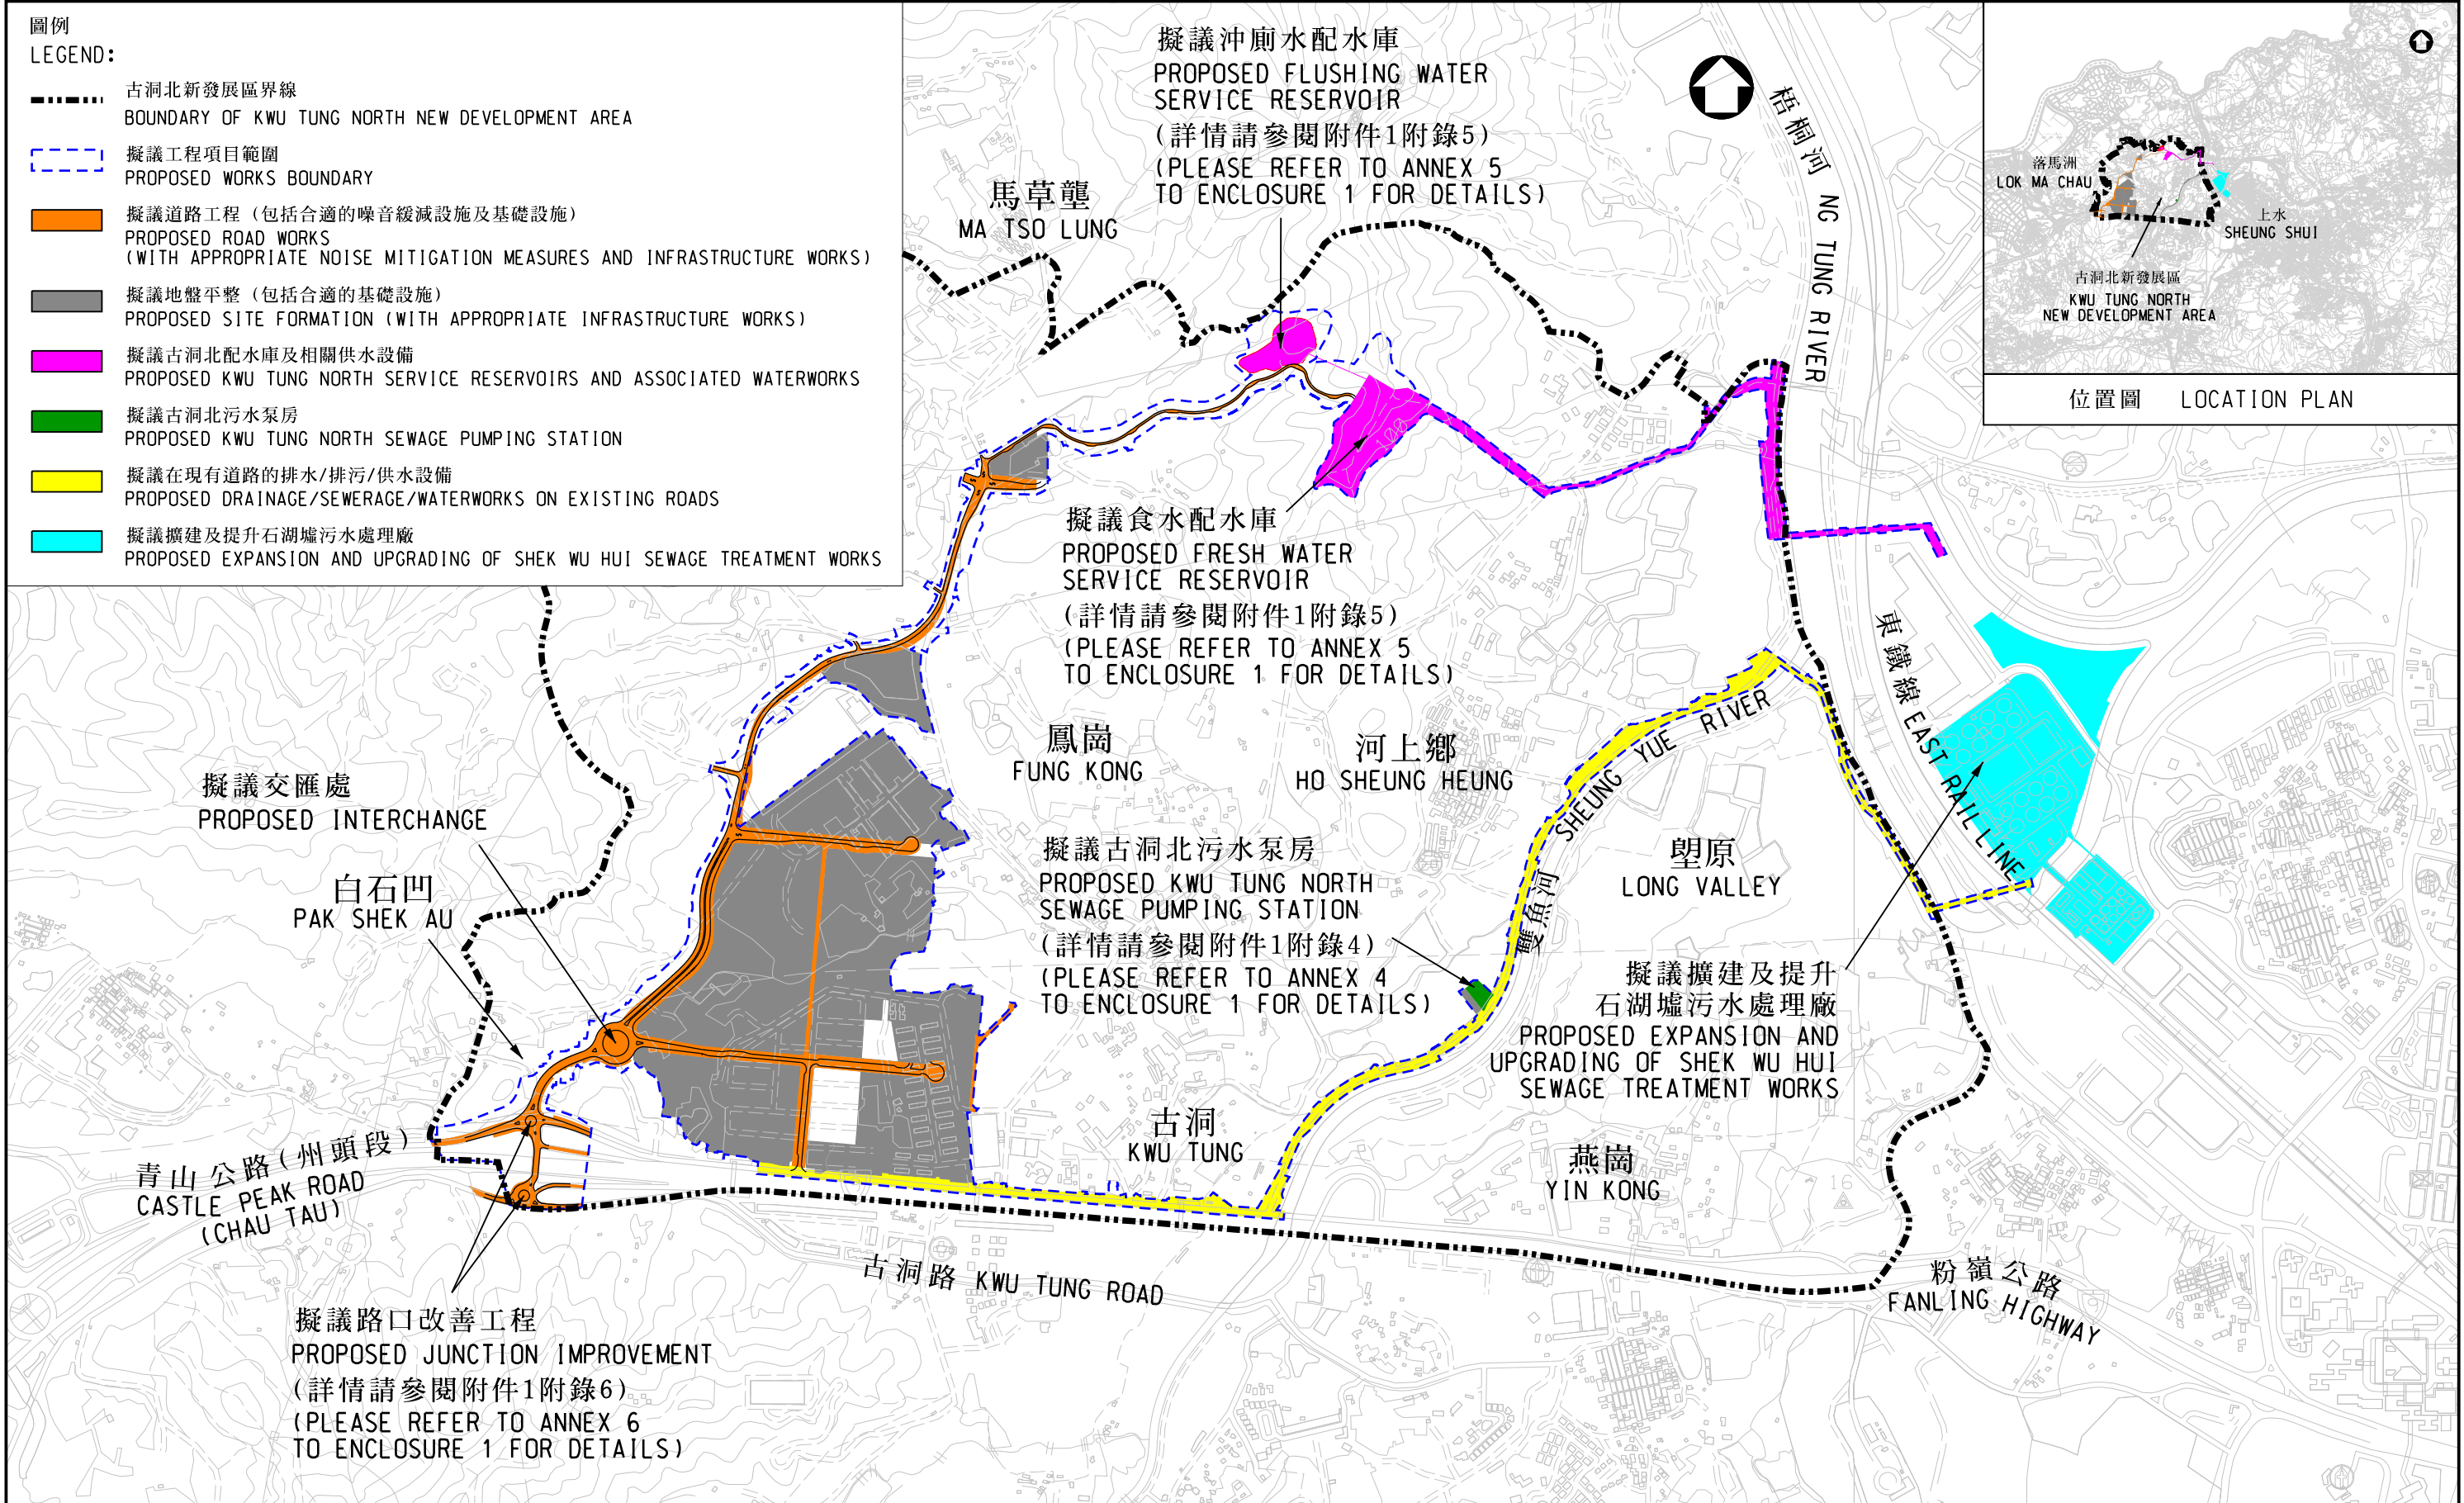 圖例
LEGEND:
古洞北新發展區界線
BOUNDARY OF KWU TUNG NORTH NEW DEVELOPMENT AREA
擬議工程項目範圍
PROPOSED WORKS BOUNDARY
擬議道路工程 (包括合適的噪音緩減設施及基礎設施)
PROPOSED ROAD WORKS
(WITH APPROPRIATE NOISE MITIGATION MEASURES AND INFRASTRUCTURE WORKS)
擬議地盤平整 (包括合適的基礎設施)
PROPOSED SITE FORMATION (WITH APPROPRIATE INFRASTRUCTURE WORKS)
擬議古洞北配水庫及相關供水設備
PROPOSED KWU TUNG NORTH SERVICE RESERVOIRS AND ASSOCIATED WATERWORKS
擬議古洞北污水泵房
PROPOSED KWU TUNG NORTH SEWAGE PUMPING STATION
擬議在現有道路的排水/排污/供水設備
PROPOSED DRAINAGE/SEWERAGE/WATERWORKS ON EXISTING ROADS
擬議擴建及提升石湖墟污水處理廠
PROPOSED EXPANSION AND UPGRADING OF SHEK WU HUI SEWAGE TREATMENT WORKS
擬議沖廁水配水庫
PROPOSED FLUSHING WATER
SERVICE RESERVOIR
(詳情請參閱附件1附錄5)
(PLEASE REFER TO ANNEX 5
TO ENCLOSURE 1 FOR DETAILS)
馬草壟
MA TSO LUNG
梧桐河 NG TUNG RIVER
落馬洲
LOK MA CHAU
上水
SHEUNG SHUI
古洞北新發展區
KWU TUNG NORTH
NEW DEVELOPMENT AREA
位置圖 LOCATION PLAN
100
擬議食水配水庫
PROPOSED FRESH WATER
SERVICE RESERVOIR
(詳情請參閱附件1附錄5)
(PLEASE REFER TO ANNEX 5
TO ENCLOSURE 1 FOR DETAILS)
東鐵線 EAST RAIL LINE
鳳崗
FUNG KONG
河上鄉
HO SHEUNG HEUNG
雙魚河 SHEUNG YUE RIVER
塱原
LONG VALLEY
擬議交匯處
PROPOSED INTERCHANGE
白石凹
PAK SHEK AU
擬議古洞北污水泵房
PROPOSED KWU TUNG NORTH
SEWAGE PUMPING STATION
(詳情請參閱附件1附錄4)
(PLEASE REFER TO ANNEX 4
TO ENCLOSURE 1 FOR DETAILS)
擬議擴建及提升
石湖墟污水處理廠
PROPOSED EXPANSION AND
UPGRADING OF SHEK WU HUI
SEWAGE TREATMENT WORKS
古洞
KWU TUNG
燕崗
YIN KONG
16
青山公路(州頭段)
CASTLE PEAK ROAD
(CHAU TAU)
古洞路 KWU TUNG ROAD
粉嶺公路
FANLING HIGHWAY
擬議路口改善工程
PROPOSED JUNCTION IMPROVEMENT
(詳情請參閱附件1附錄6)
(PLEASE REFER TO ANNEX 6
TO ENCLOSURE 1 FOR DETAILS)